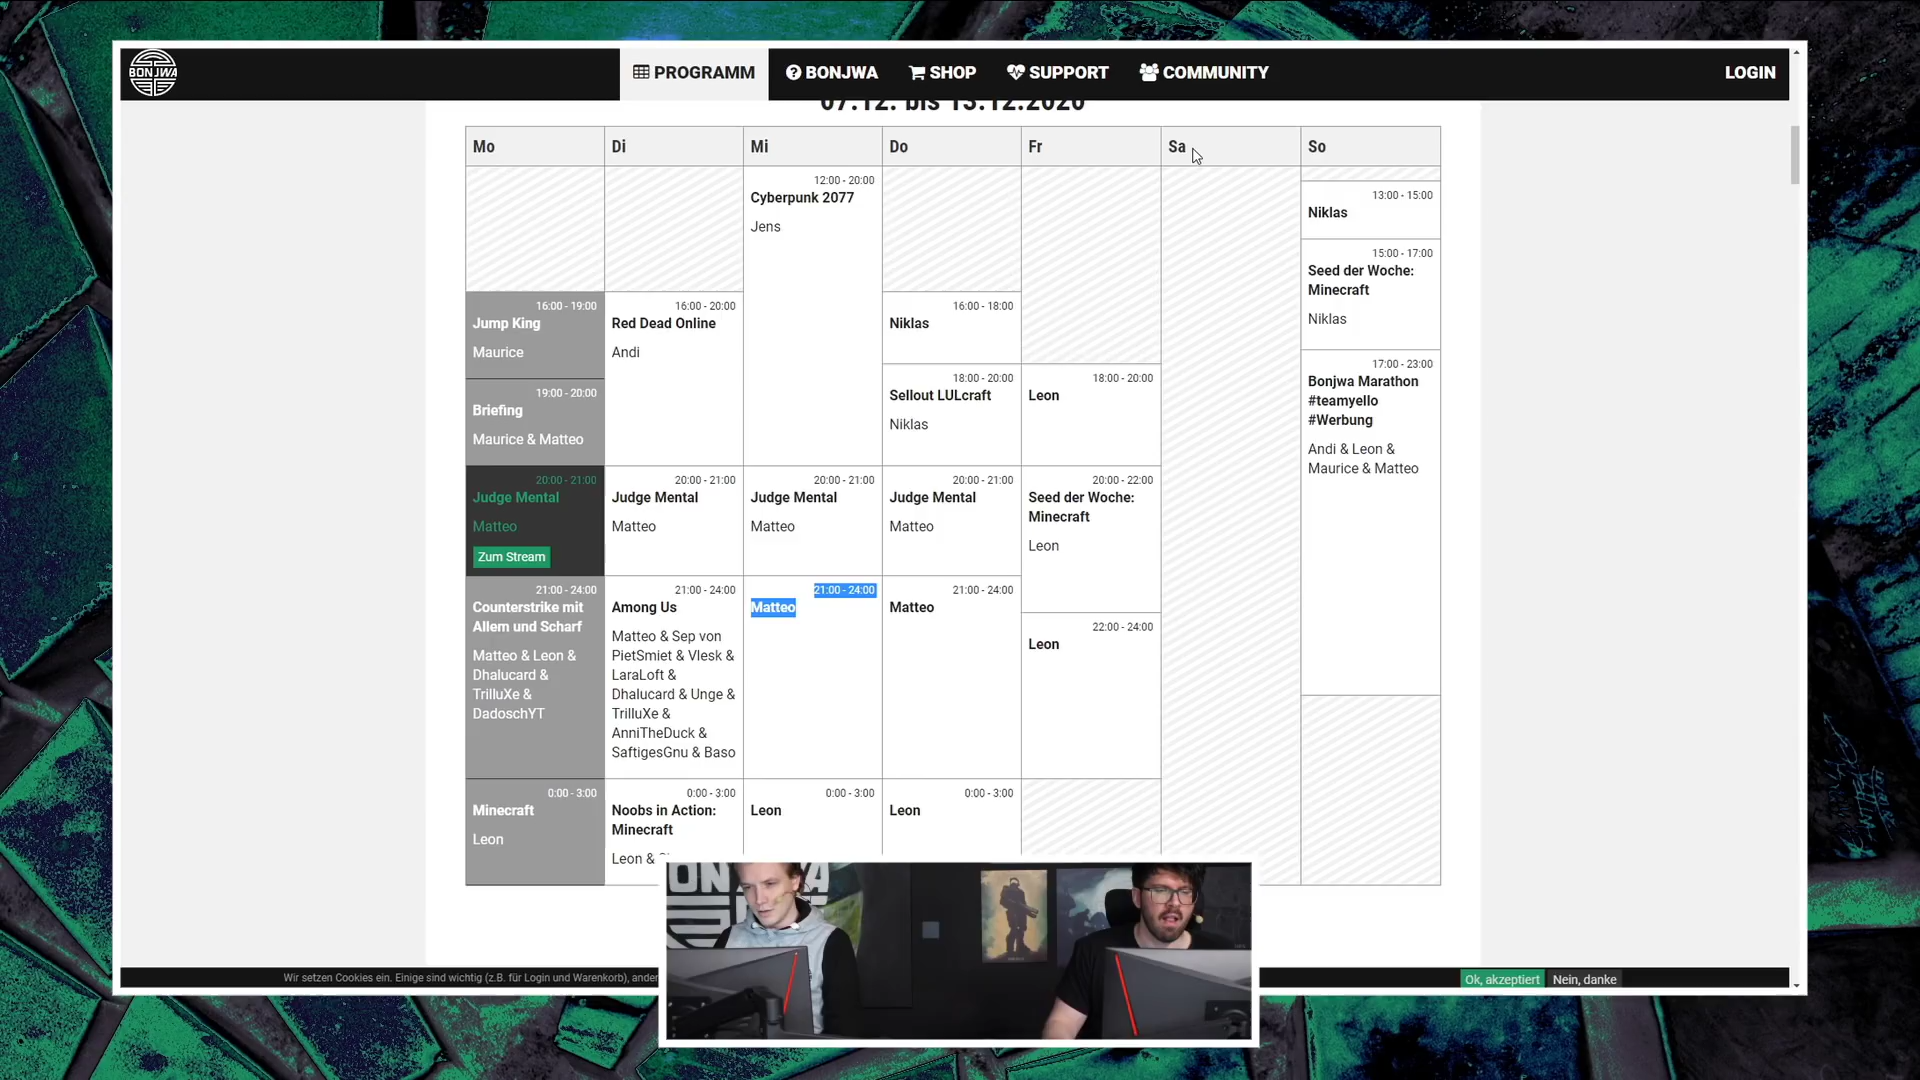 BONJWA
PROGRAMM
BONJWA
SHOP
SUPPORT
COMMUNITY
LOGIN
07.12. bis 13.12.2020
Mo
Di
Mi
Do
Fr
Sa
So
16:00 - 19:00
Jump King
Maurice
19:00 - 20:00
Briefing
Maurice & Matteo
20:00 - 21:00
Judge Mental
Matteo
Zum Stream
21:00 - 24:00
Counterstrike mit
Allem und Scharf
Matteo & Leon &
Dhalucard &
TrilluXe &
DadoschYT
0:00 - 3:00
Minecraft
Leon
16:00 - 20:00
Red Dead Online
Andi
20:00 - 21:00
Judge Mental
Matteo
21:00 - 24:00
Among Us
Matteo & Sep von
PietSmiet & Vlesk &
LaraLoft &
Dhalucard & Unge &
TrilluXe &
AnniTheDuck &
SaftigesGnu & Baso
0:00 - 3:00
Noobs in Action:
Minecraft
Leon &
12:00 - 20:00
Cyberpunk 2077
Jens
20:00 - 21:00
Judge Mental
Matteo
21:00 - 24:00
Matteo
0:00 - 3:00
Leon
16:00 - 18:00
Niklas
18:00 - 20:00
Sellout LULcraft
Niklas
20:00 - 21:00
Judge Mental
Matteo
21:00 - 24:00
Matteo
0:00 - 3:00
Leon
18:00 - 20:00
Leon
20:00 - 22:00
Seed der Woche:
Minecraft
Leon
22:00 - 24:00
Leon
13:00 - 15:00
Niklas
15:00 - 17:00
Seed der Woche:
Minecraft
Niklas
17:00 - 23:00
Bonjwa Marathon
#teamyello
#Werbung
Andi & Leon &
Maurice & Matteo
Wir setzen Cookies ein. Einige sind wichtig (z.B. für Login und Warenkorb), ander
Ok, akzeptiert
Nein, danke